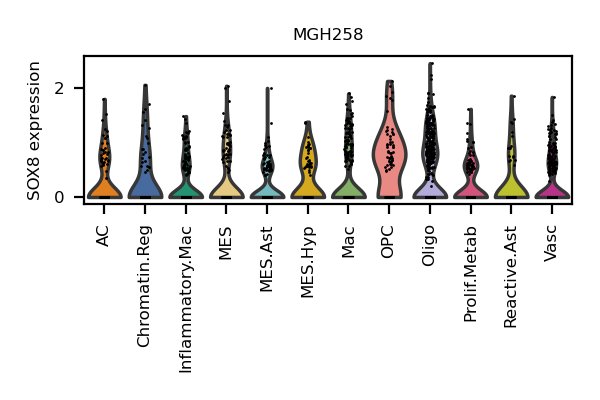 MGH258
SOX8 expression
2
0
AC
Chromatin.Reg
Inflammatory.Mac
MES
MES.Ast
MES.Hyp
Mac
OPC
Oligo
Prolif.Metab
Reactive.Ast
Vasc